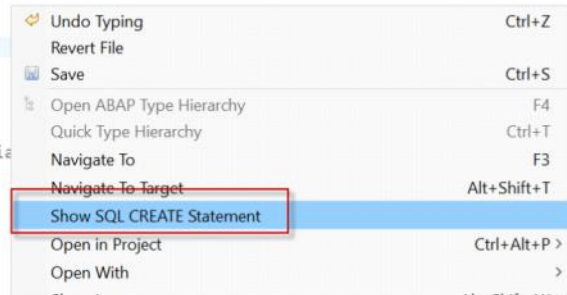 Undo Typing Ctrl+Z
Revert File
Save Ctrl+S
Open ABAP Type Hierarchy F4
Quick Type Hierarchy Ctrl+T
Navigate To F3
Navigate To Target Alt+Shift+T
Show SQL CREATE Statement
Open in Project Ctrl+Alt+P >
Open With >